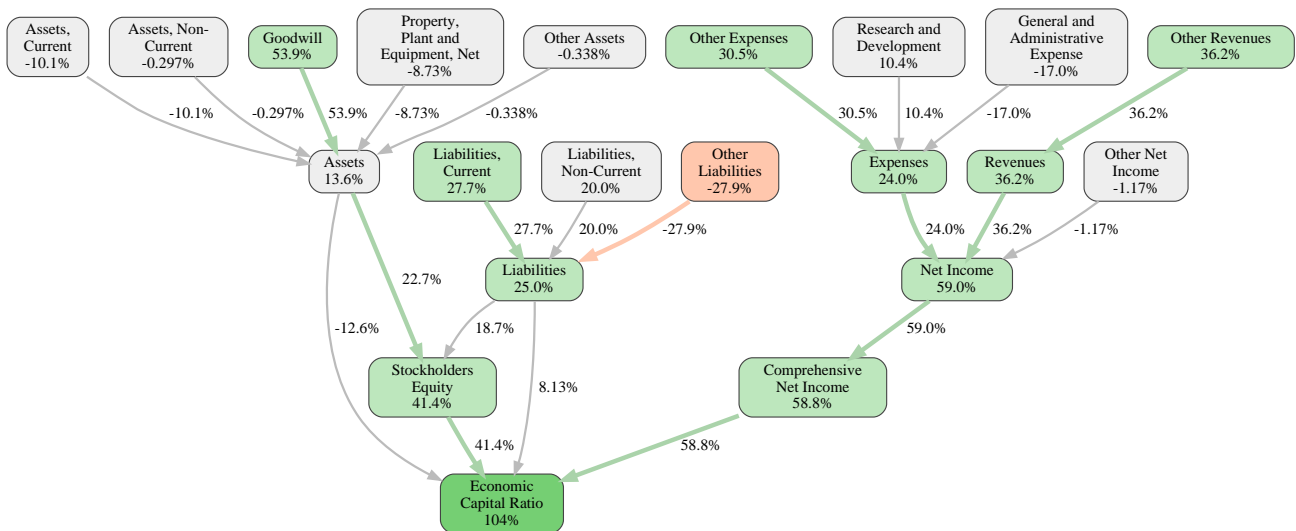 Assets,
Current
-10.1%
Assets, Non-
Current
-0.297%
Goodwill
53.9%
Property,
Plant and
Equipment, Net
-8.73%
Other Assets
-0.338%
Other Expenses
30.5%
Research and
Development
10.4%
General and
Administrative
Expense
-17.0%
Other Revenues
36.2%
-10.1%
-0.297%
53.9%
-8.73%
-0.338%
30.5%
10.4%
-17.0%
36.2%
Assets
13.6%
Liabilities,
Current
27.7%
Liabilities,
Non-Current
20.0%
Other
Liabilities
-27.9%
Expenses
24.0%
Revenues
36.2%
Other Net
Income
-1.17%
27.7%
20.0%
-27.9%
24.0%
36.2%
-1.17%
22.7%
Liabilities
25.0%
Net Income
59.0%
-12.6%
18.7%
59.0%
Stockholders
Equity
41.4%
8.13%
Comprehensive
Net Income
58.8%
41.4%
58.8%
Economic
Capital Ratio
104%